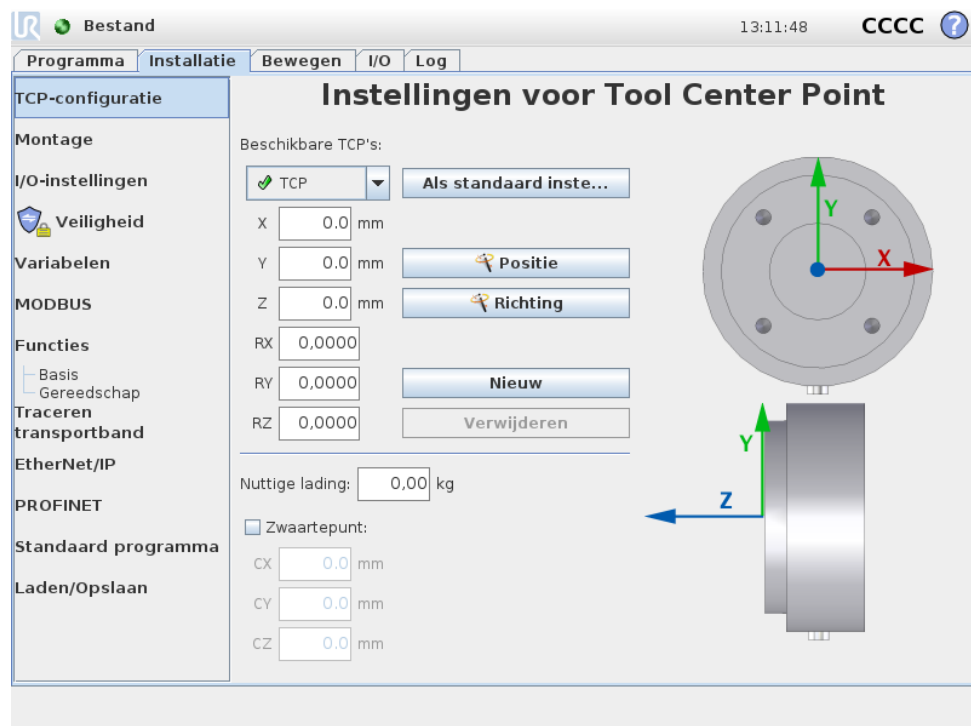 UR Bestand 13:11:48 CCCC ?
Programma Installatie Bewegen I/O Log
TCP-configuratie
Montage
I/O-instellingen
Veiligheid
Variabelen
MODBUS
Functies
Basis
Gereedschap
Traceren
transportband
EtherNet/IP
PROFINET
Standaard programma
Laden/Opslaan
Instellingen voor Tool Center Point
Beschikbare TCP's:
TCP Als standaard inste...
X 0.0 mm
Y 0.0 mm Positie
Z 0.0 mm Richting
RX 0,0000
RY 0,0000 Nieuw
RZ 0,0000 Verwijderen
Nuttige lading: 0,00 kg
Zwaartepunt:
CX 0.0 mm
CY 0.0 mm
CZ 0.0 mm
Y
X
Y
Z